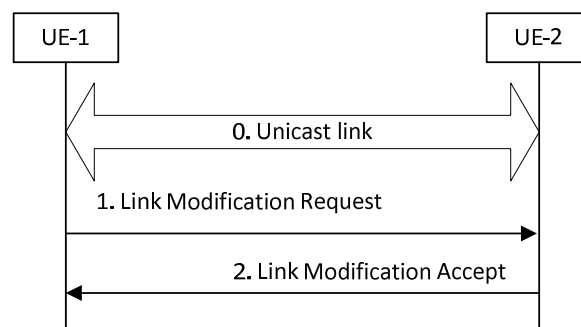 UE-1
UE-2
0. Unicast link
1. Link Modification Request
2. Link Modification Accept